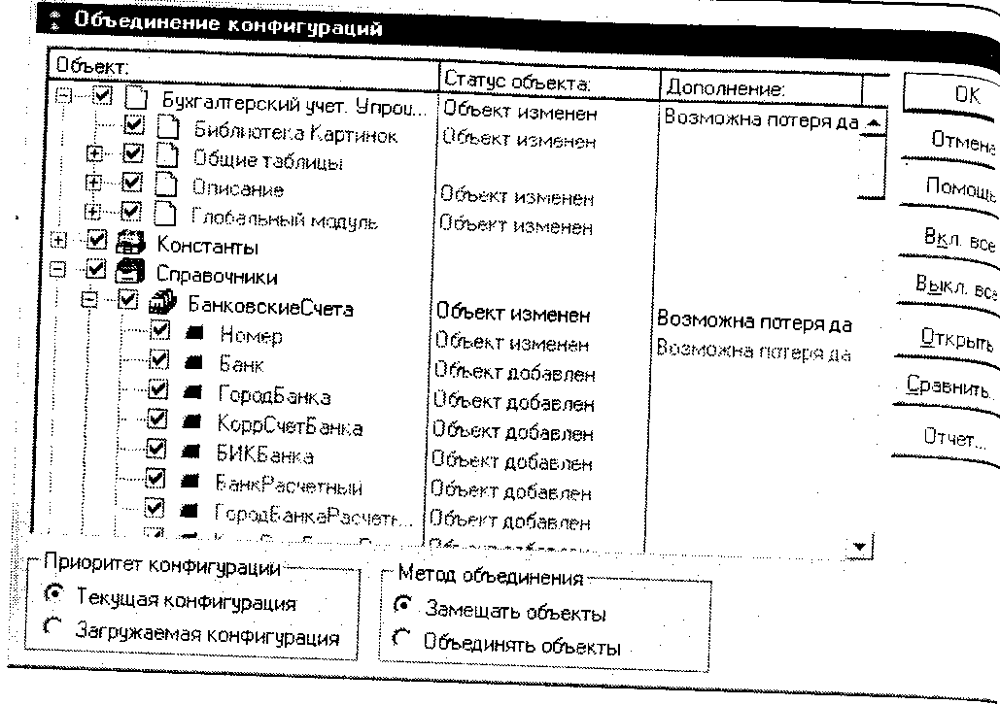 Объединение конфигураций
Объект: Статус объекта: Дополнение:
Бухгалтерский учет. Упрощ... Объект изменен Возможна потеря да
Библиотека Картинок Объект изменен
Общие таблицы
Описание Объект изменен
Глобальный модуль Объект изменен
Константы
Справочники
БанковскиеСчета Объект изменен Возможна потеря да
Номер Объект изменен Возможна потеря да
Банк Объект добавлен
ГородБанка Объект добавлен
КоррСчетБанка Объект добавлен
БИКБанка Объект добавлен
БанкРасчетный Объект добавлен
ГородБанкаРасчетн... Объект добавлен
OK
Отмена
Помощь
Вкл. все
Выкл. все
Открыть
Сравнить...
Отчет...
Приоритет конфигурации
Текущая конфигурация
Загружаемая конфигурация
Метод объединения
Замещать объекты
Объединять объекты